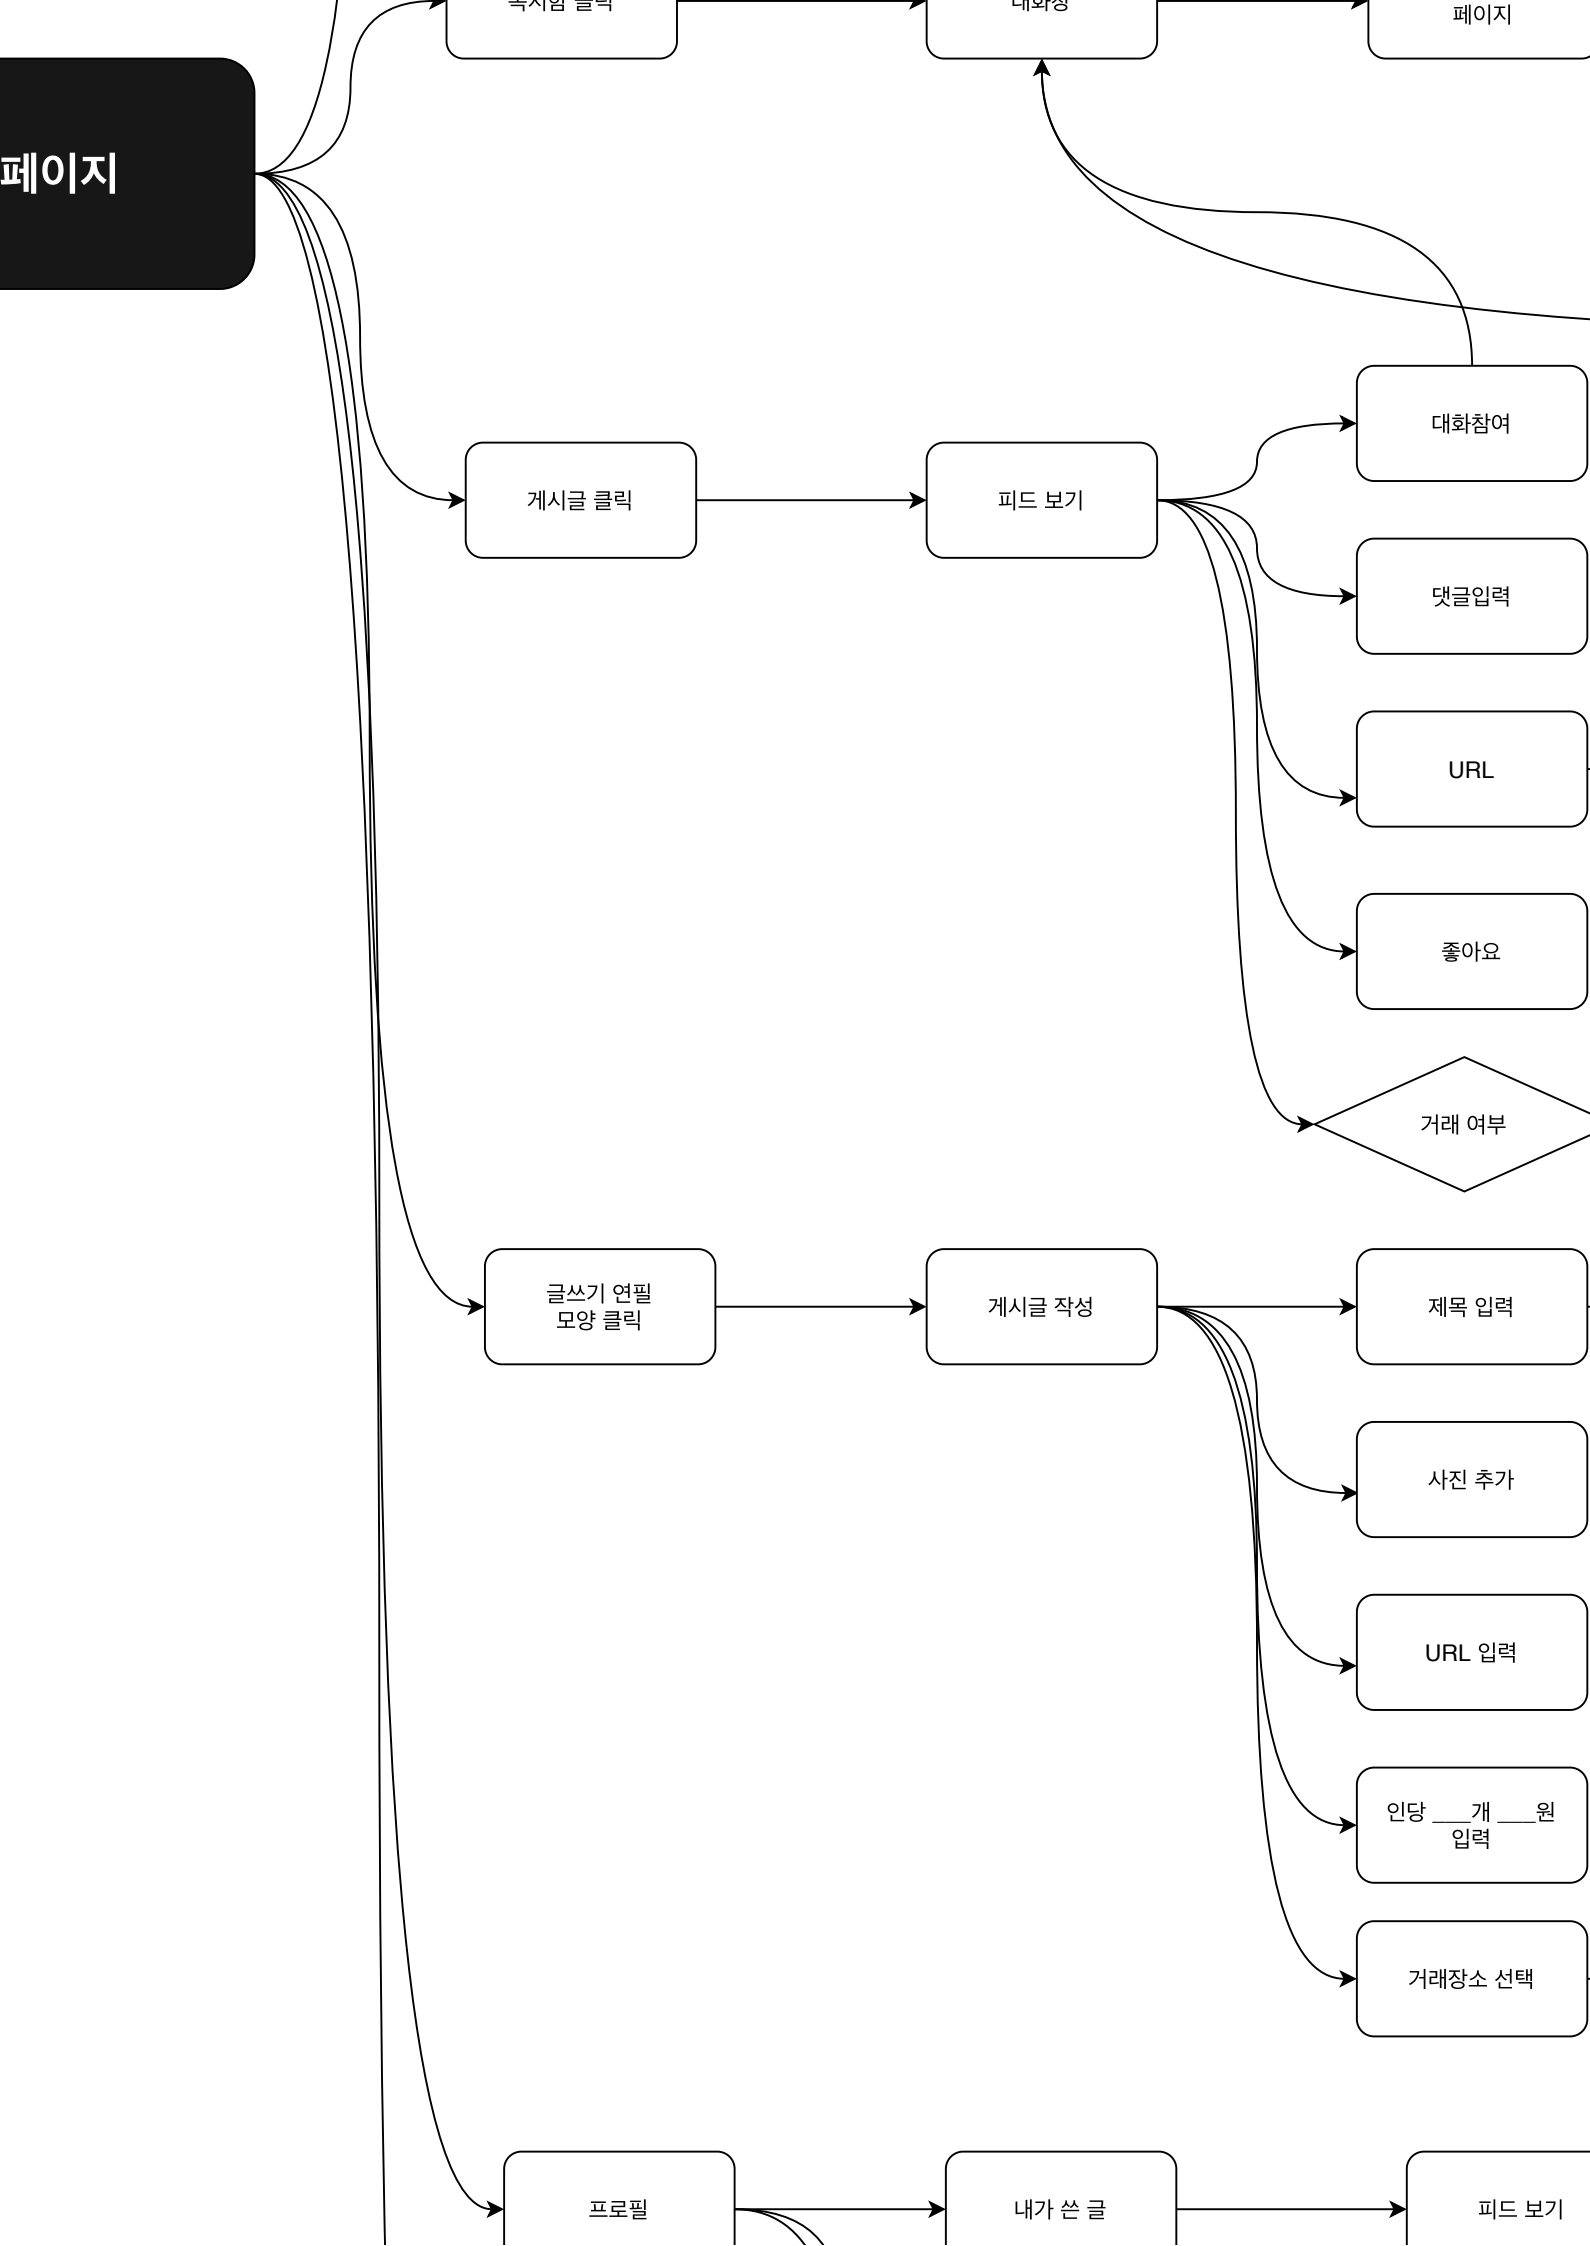 페이지
페이지
대화참여
게시글 클릭
피드 보기
댓글입력
URL
좋아요
거래 여부
글쓰기 연필
모양 클릭
게시글 작성
제목 입력
사진 추가
URL 입력
인당 ___개 ___원
입력
거래장소 선택
프로필
내가 쓴 글
피드 보기